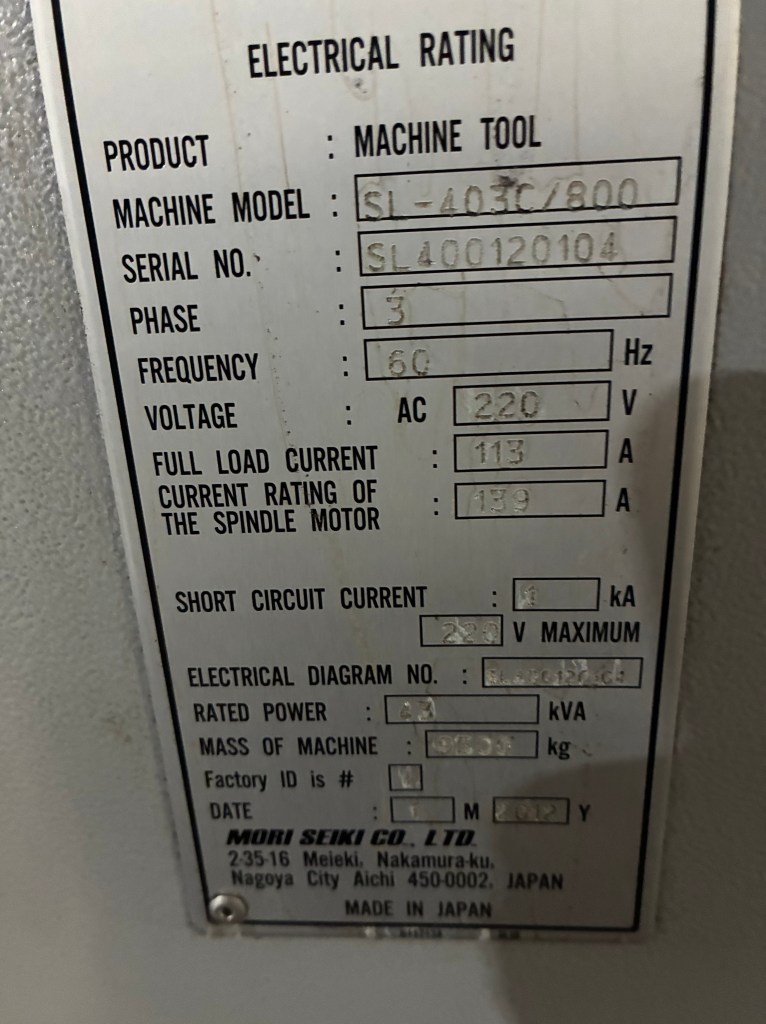 ELECTRICAL RATING
PRODUCT : MACHINE TOOL
MACHINE MODEL : SL-403C/800
SERIAL NO. : SL400120104
PHASE : 3
FREQUENCY : 60 Hz
VOLTAGE : AC 220 V
FULL LOAD CURRENT : 113 A
CURRENT RATING OF
THE SPINDLE MOTOR : 139 A
SHORT CIRCUIT CURRENT : kA
220 V MAXIMUM
ELECTRICAL DIAGRAM NO. :
RATED POWER : 43 kVA
MASS OF MACHINE : kg
Factory ID is #
DATE : M 2012 Y
MORI SEIKI CO., LTD.
2-35-16 Meieki, Nakamura-ku,
Nagoya City Aichi 450-0002, JAPAN
MADE IN JAPAN